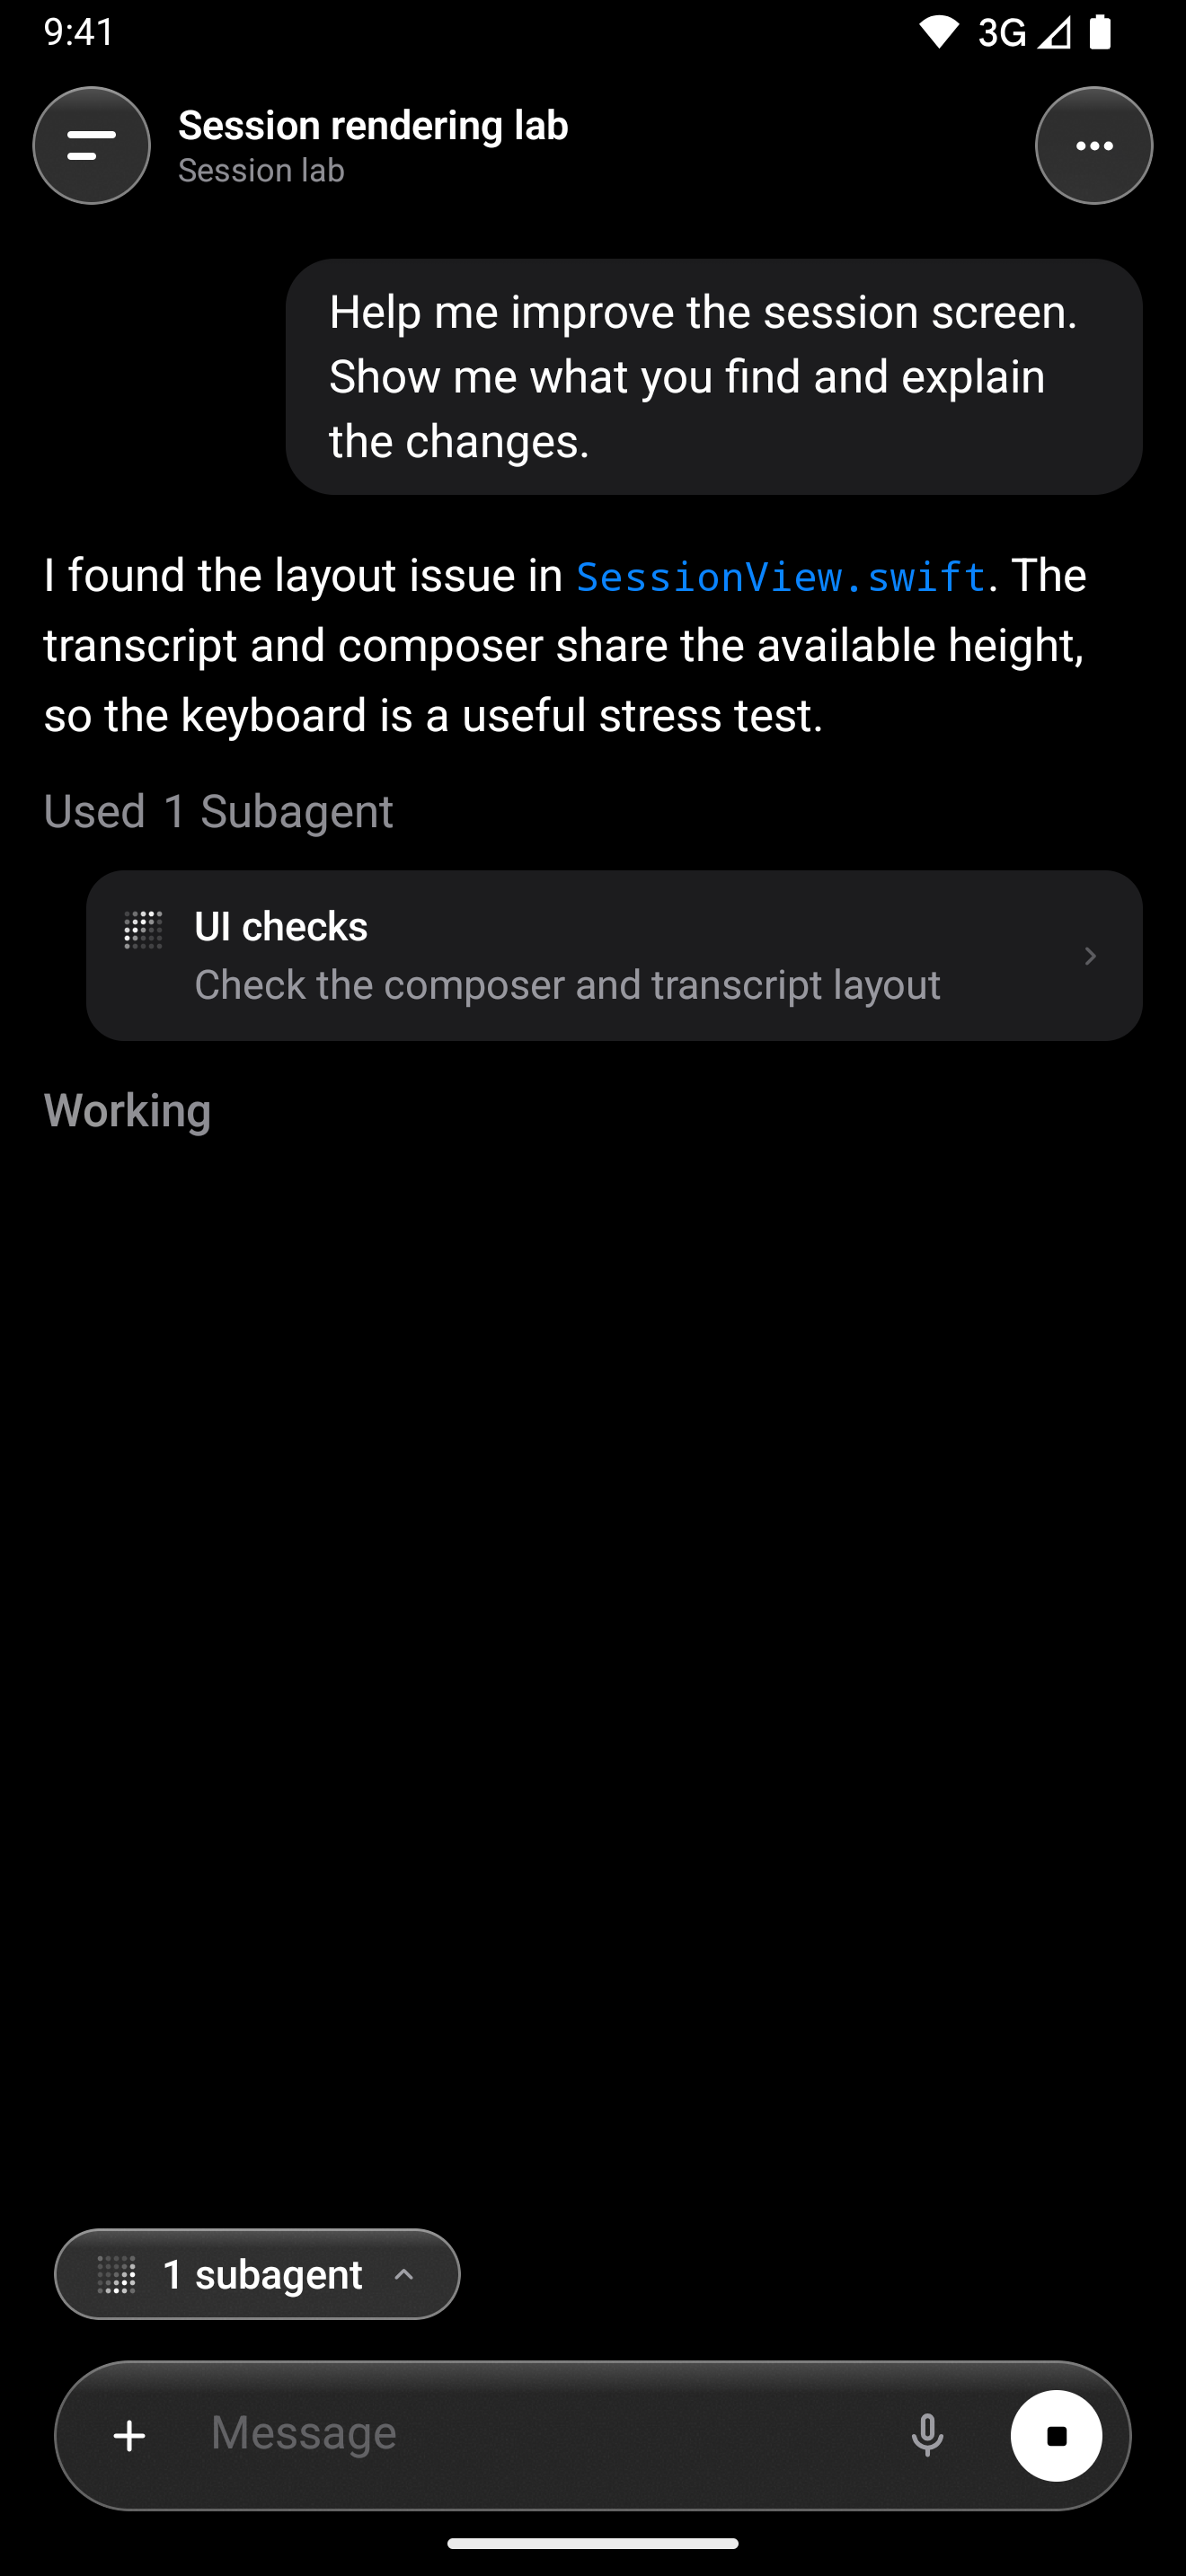 9:41
3G
Session rendering lab
Session lab
Help me improve the session screen.
Show me what you find and explain
the changes.
I found the layout issue in SessionView.swift. The
transcript and composer share the available height,
so the keyboard is a useful stress test.
Used 1 Subagent
UI checks
Check the composer and transcript layout
Working
1 subagent
Message